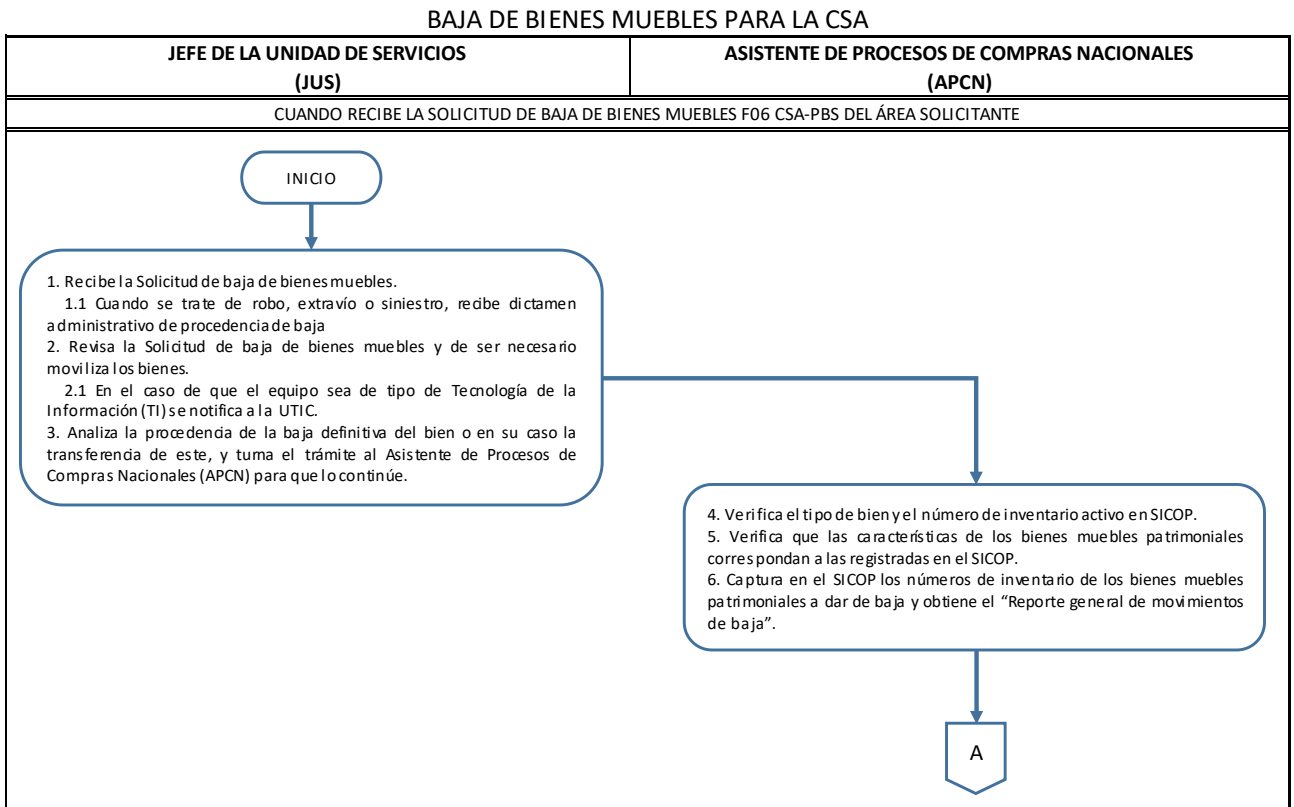 BAJA DE BIENES MUEBLES PARA LA CSA
JEFE DE LA UNIDAD DE SERVICIOS
(JUS)
ASISTENTE DE PROCESOS DE COMPRAS NACIONALES
(APCN)
CUANDO RECIBE LA SOLICITUD DE BAJA DE BIENES MUEBLES F06 CSA-PBS DEL ÁREA SOLICITANTE
INICIO
1. Recibe la Solicitud de baja de bienes muebles.
1.1 Cuando se trate de robo, extravío o siniestro, recibe dictamen
administrativo de procedencia de baja
2. Revisa la Solicitud de baja de bienes muebles y de ser necesario
moviliza los bienes.
2.1 En el caso de que el equipo sea de tipo de Tecnología de la
Información (TI) se notifica a la UTIC.
3. Analiza la procedencia de la baja definitiva del bien o en su caso la
transferencia de este, y turna el trámite al Asistente de Procesos de
Compras Nacionales (APCN) para que lo continúe.
4. Verifica el tipo de bien y el número de inventario activo en SICOP.
5. Verifica que las características de los bienes muebles patrimoniales
correspondan a las registradas en el SICOP.
6. Captura en el SICOP los números de inventario de los bienes muebles
patrimoniales a dar de baja y obtiene el “Reporte general de movimientos
de baja”.
A